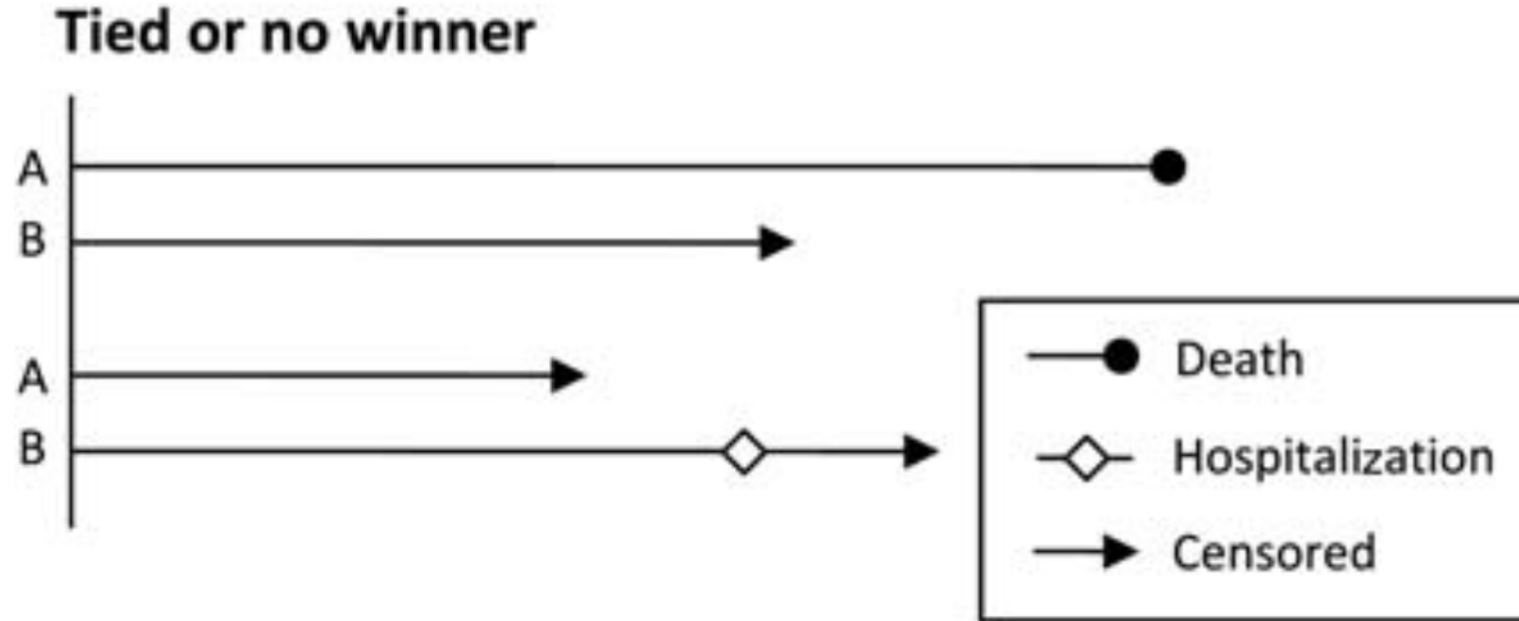 Tied or no winner
A
B
A
B
Death
Hospitalization
Censored